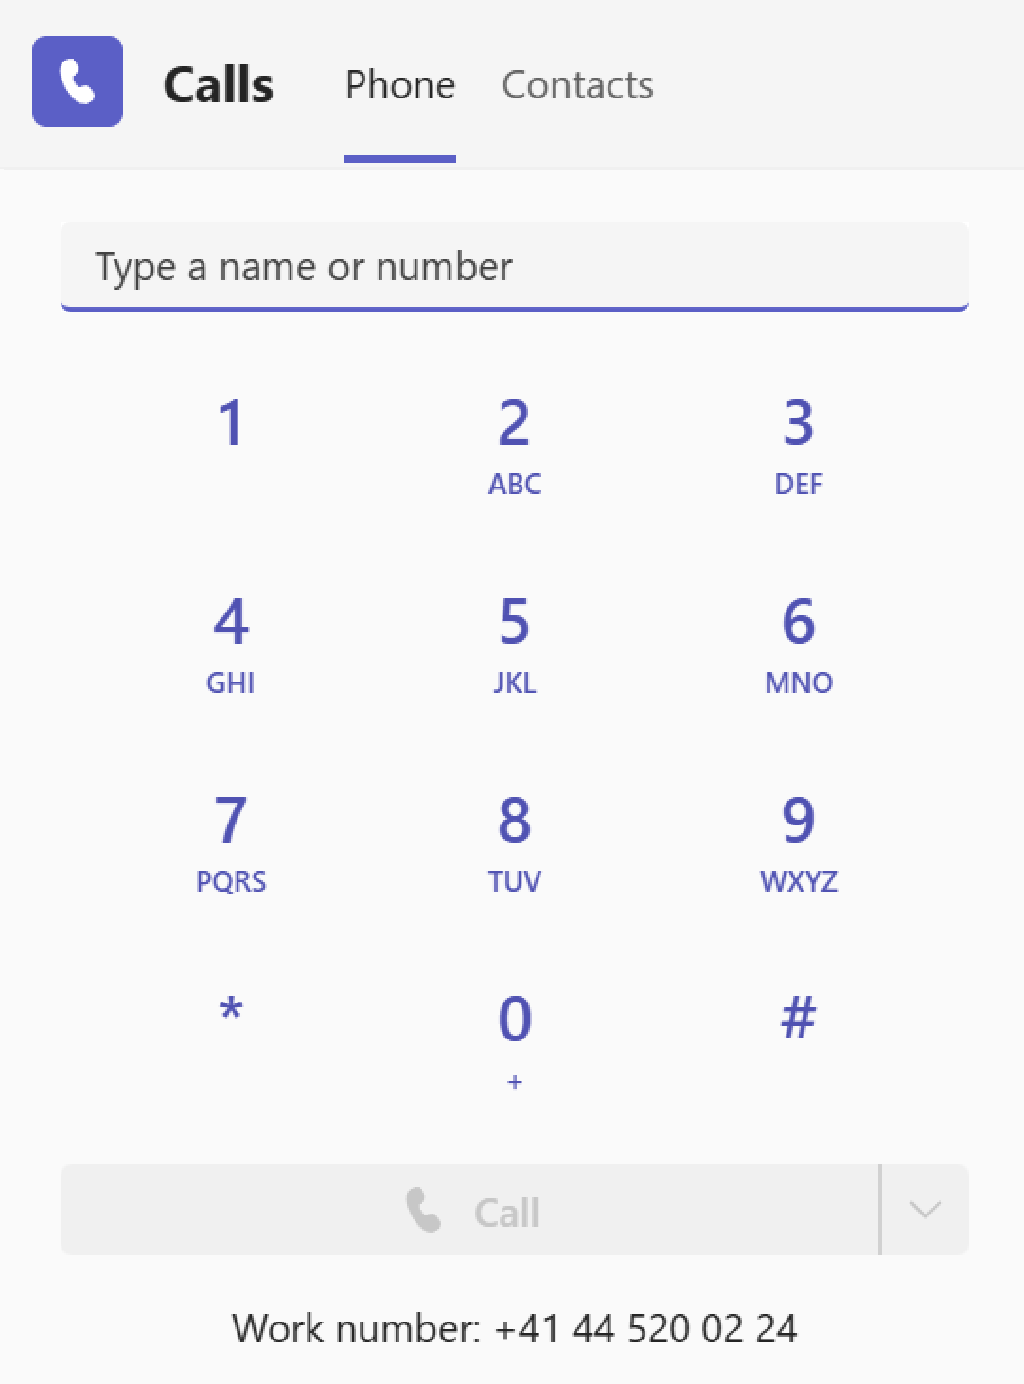 Calls Phone Contacts
Type a name or number
1 2 3
ABC DEF
4 5 6
GHI JKL MNO
7 8 9
PQRS TUV WXYZ
* 0 #
+
Call
Work number: +41 44 520 02 24